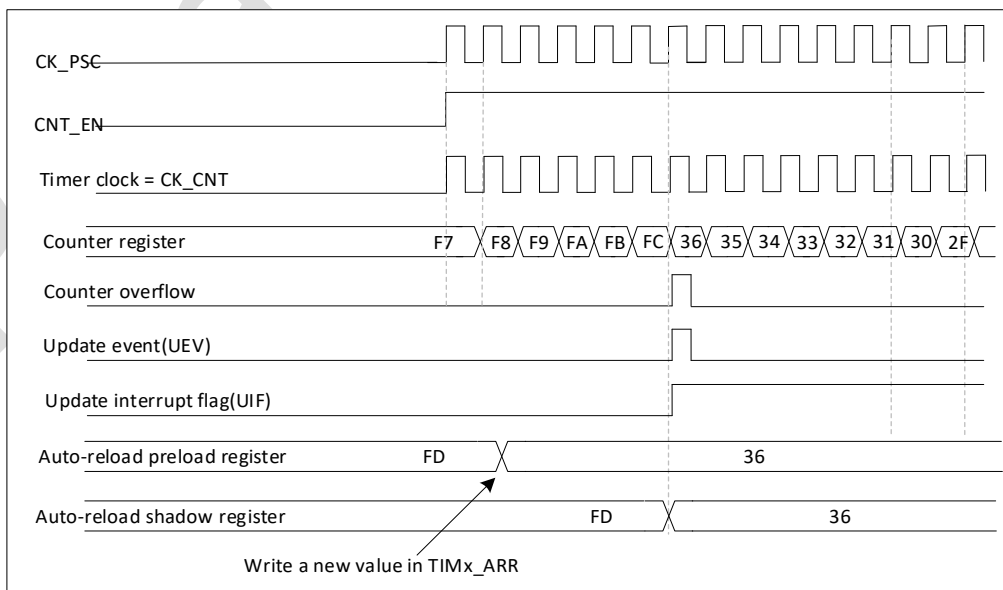 CK_PSC
CNT_EN
Timer clock = CK_CNT
Counter register F7 F8 F9 FA FB FC 36 35 34 33 32 31 30 2F
Counter overflow
Update event(UEV)
Update interrupt flag(UIF)
Auto-reload preload register FD 36
Auto-reload shadow register FD 36
Write a new value in TIMx_ARR